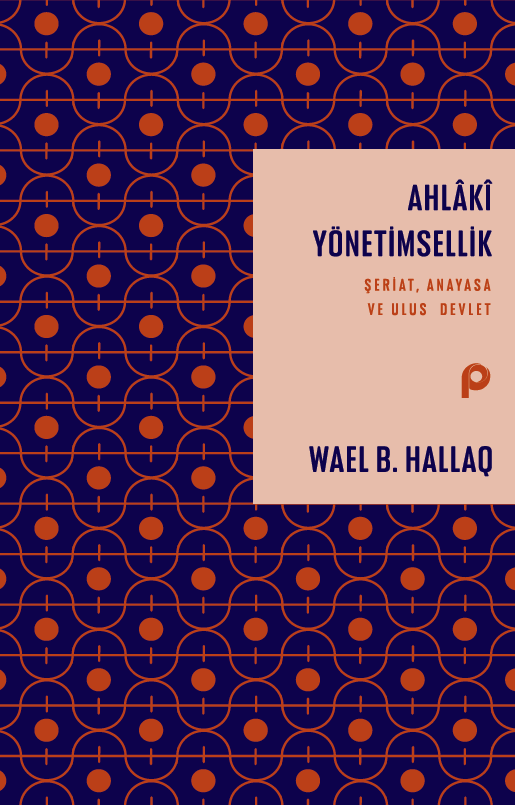 AHLÂKÎ
YÖNETİMSELLİK
ŞERİAT, ANAYASA
VE ULUS DEVLET
WAEL B. HALLAQ